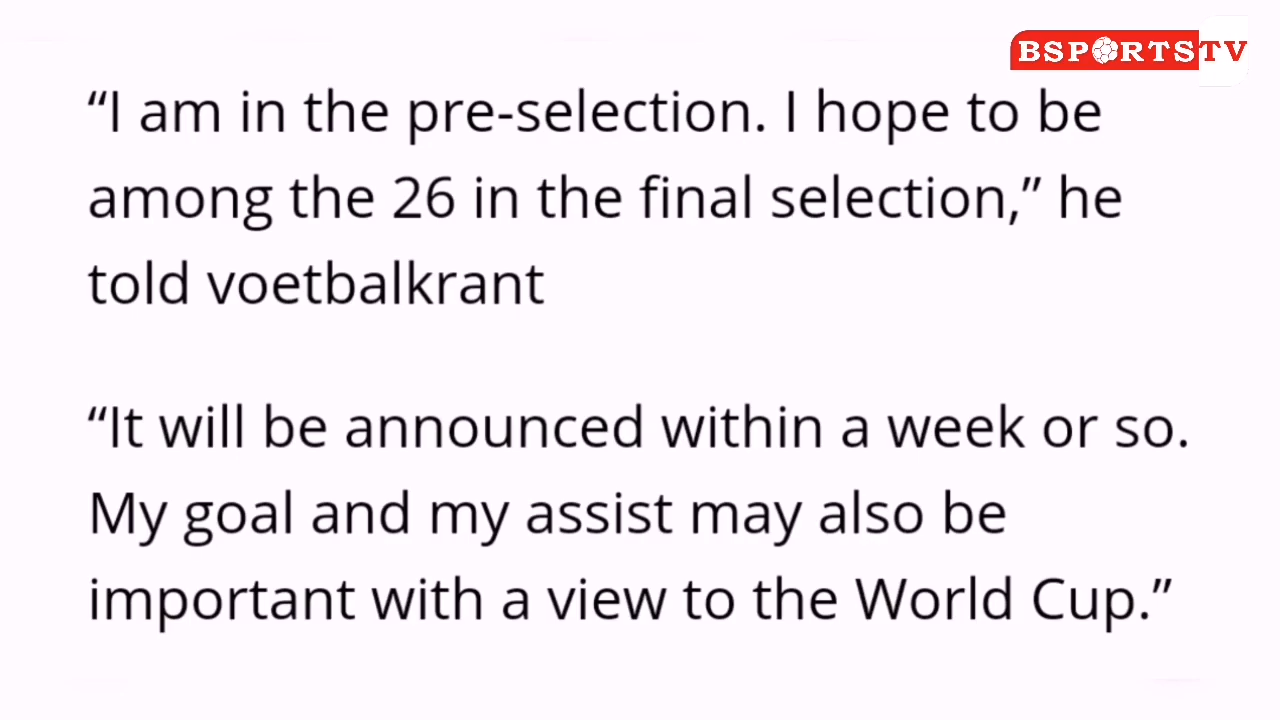 BSPORTSTV
“I am in the pre-selection. I hope to be
among the 26 in the final selection,” he
told voetbalkrant
“It will be announced within a week or so.
My goal and my assist may also be
important with a view to the World Cup.”